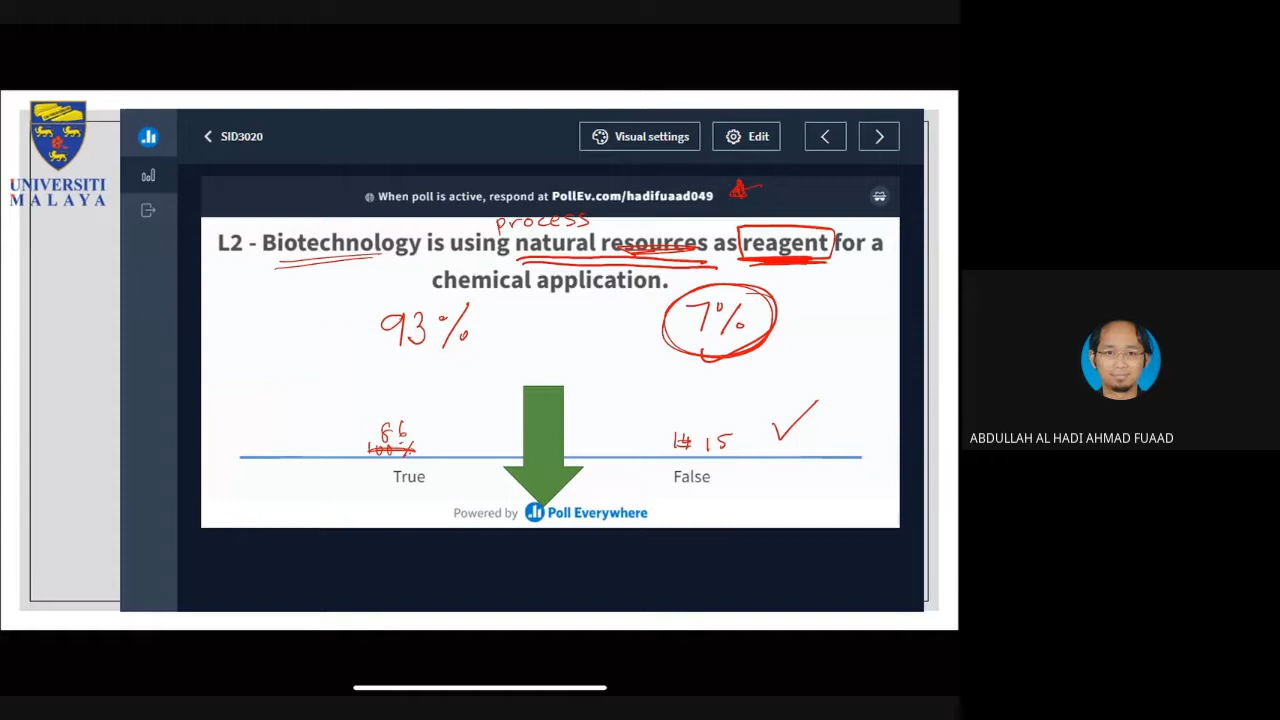 UNIVERSITI
MALAYA
SID3020
Visual settings
Edit
When poll is active, respond at PollEv.com/hadifuaad049
process
L2 - Biotechnology is using natural resources as reagent for a
chemical application.
93%
7%
86
100%
14 15
True
False
Powered by Poll Everywhere
ABDULLAH AL HADI AHMAD FUAAD